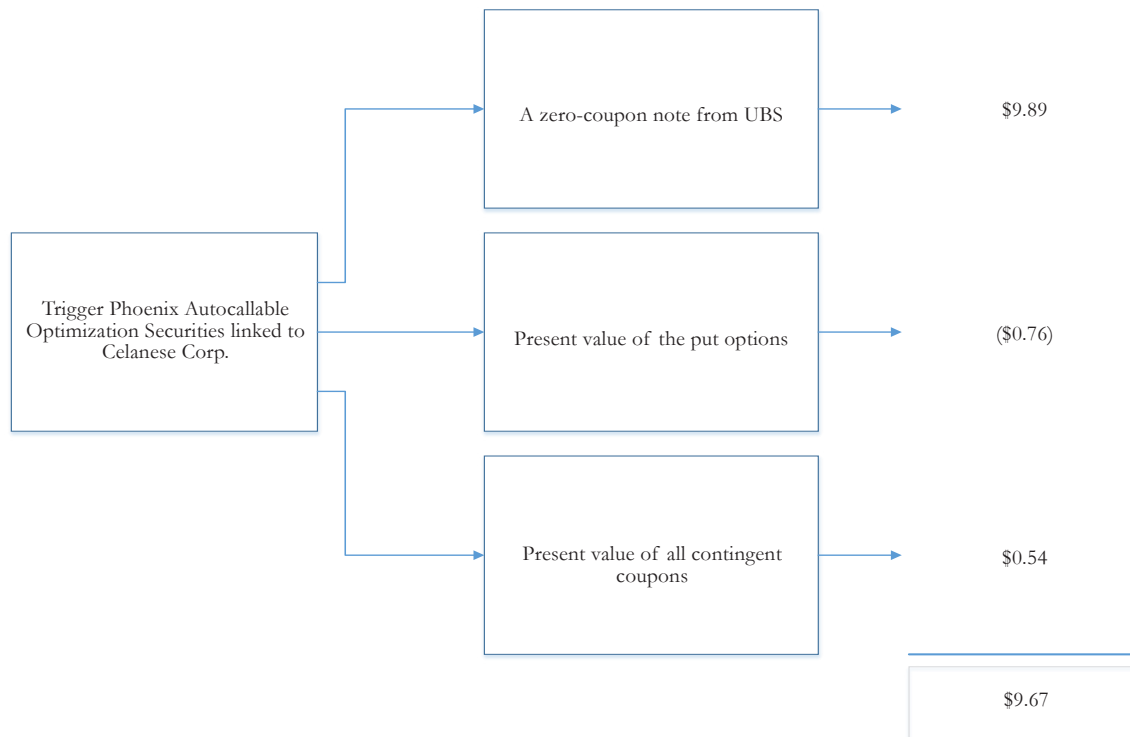 A zero-coupon note from UBS
$9.89
Trigger Phoenix Autocallable
Optimization Securities linked to
Celanese Corp.
Present value of the put options
($0.76)
Present value of all contingent
coupons
$0.54
$9.67